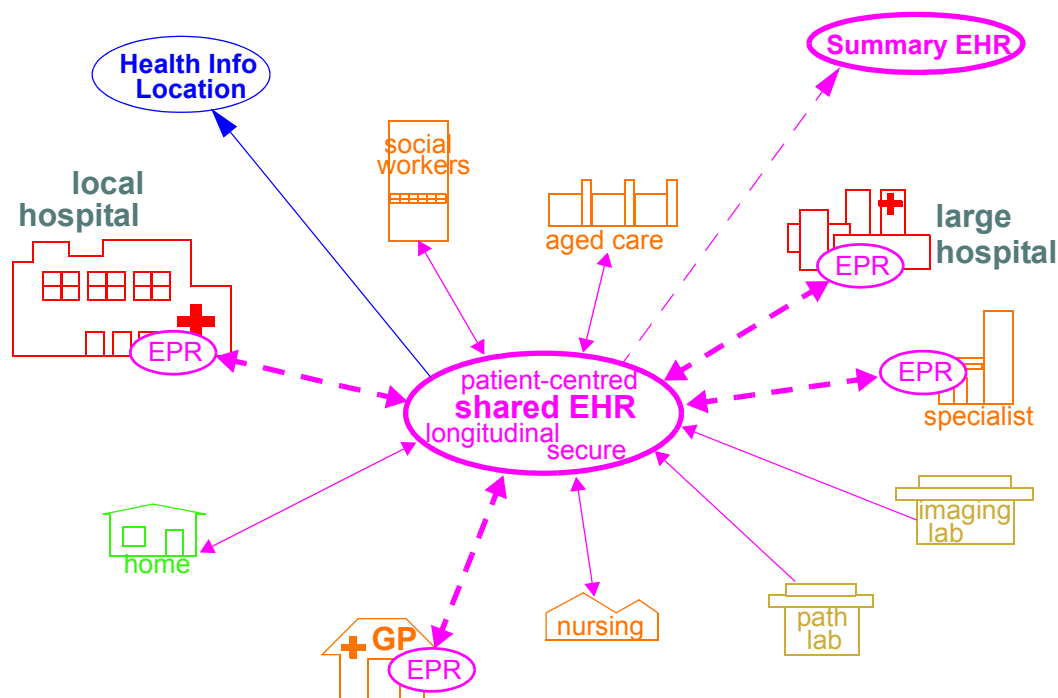 Health Info
Location
Summary EHR
social
workers
local
hospital
aged care
large
hospital
EPR
EPR
EPR
patient-centred
shared EHR
longitudinal
secure
specialist
imaging
lab
home
GP
EPR
nursing
path
lab